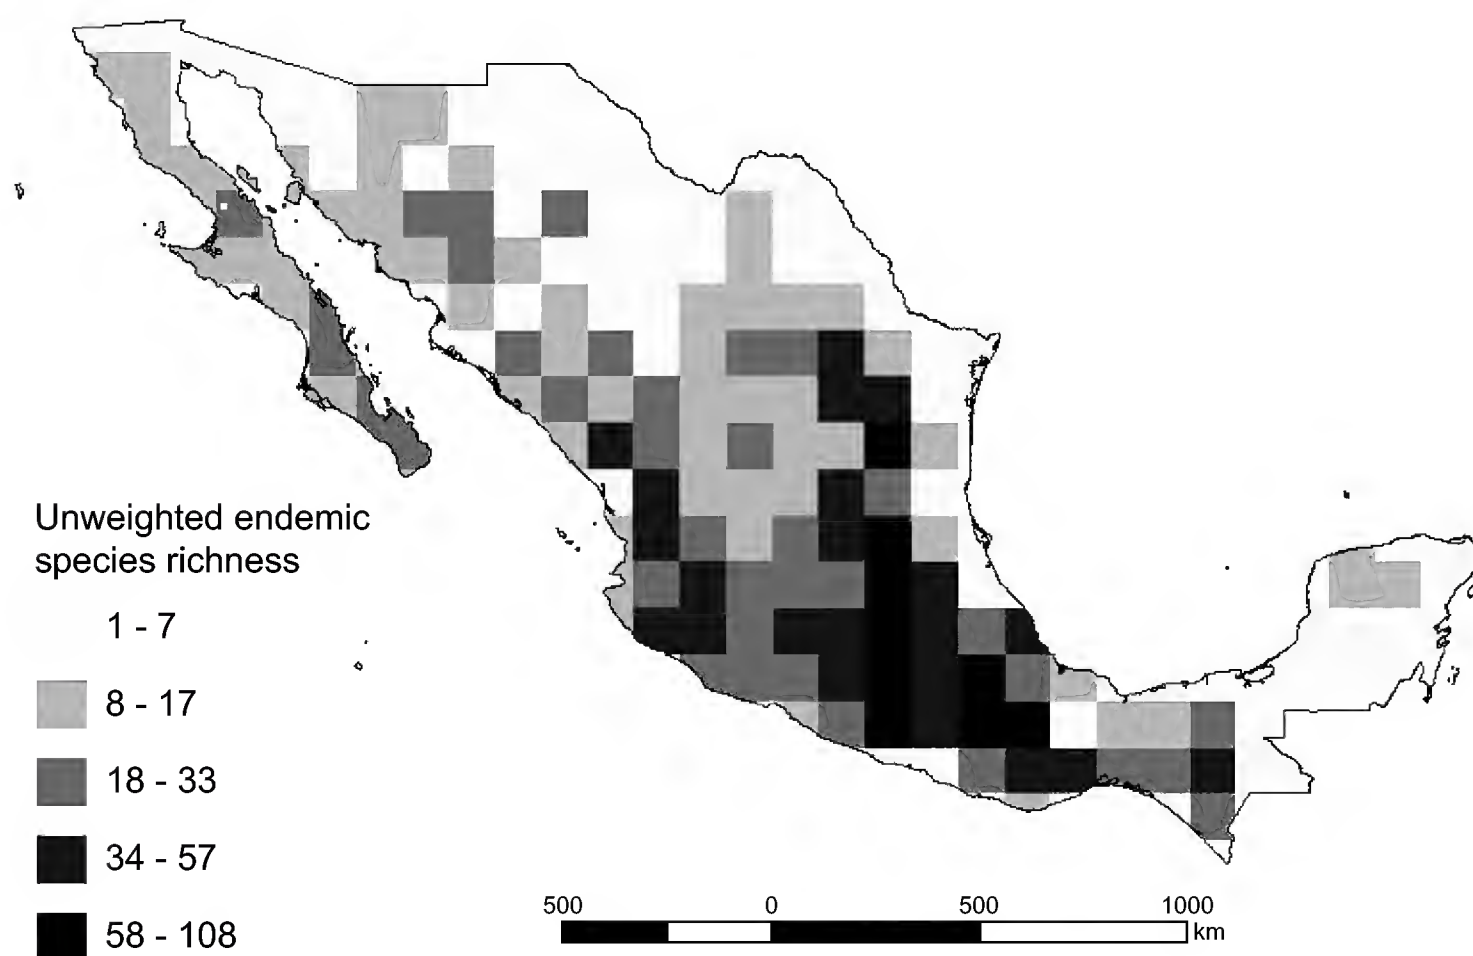 Unweighted endemic
species richness
1 - 7
8 - 17
18 - 33
34 - 57
58 - 108
500 0 500 1000
km